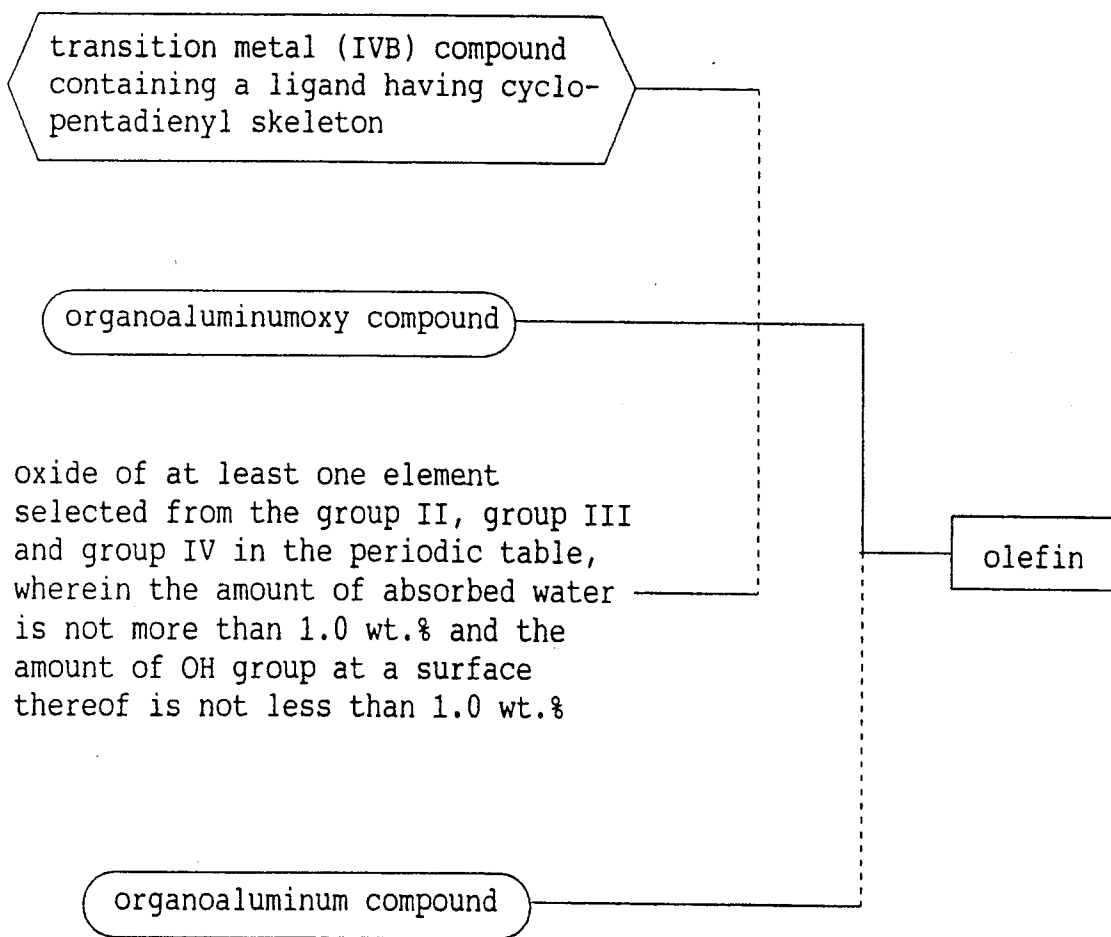 transition metal (IVB) compound
containing a ligand having cyclo-
pentadienyl skeleton
organoaluminumoxy compound
oxide of at least one element
selected from the group II, group III
and group IV in the periodic table,
wherein the amount of absorbed water
is not more than 1.0 wt.% and the
amount of OH group at a surface
thereof is not less than 1.0 wt.%
olefin
organoaluminum compound